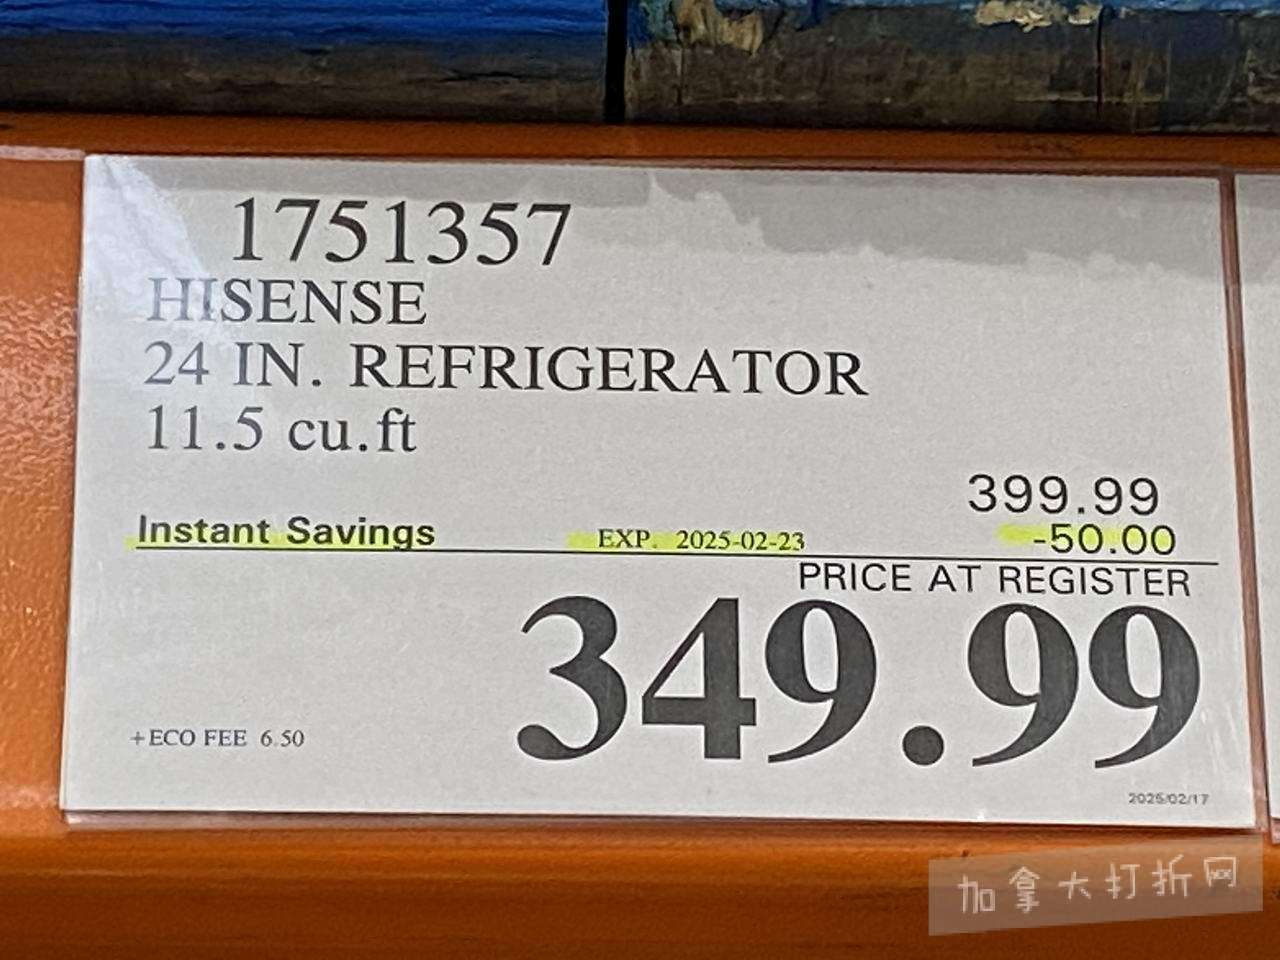 1751357
HISENSE
24 IN. REFRIGERATOR
11.5 cu.ft
399.99
Instant Savings EXP. 2025-02-23 -50.00
PRICE AT REGISTER
349.99
+ECO FEE 6.50
2025/02/17
加拿大打折网